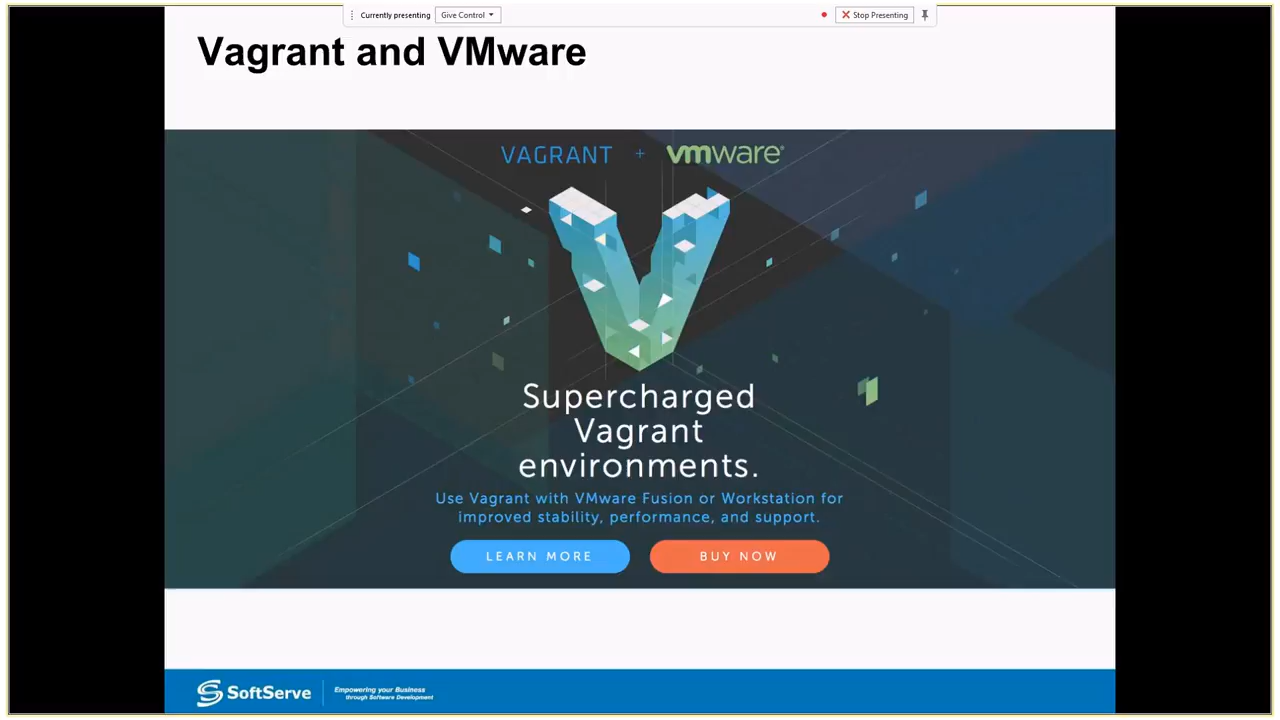 Currently presenting
Give Control
Stop Presenting
Vagrant and VMware
VAGRANT + vmware®
Supercharged
Vagrant
environments.
Use Vagrant with VMware Fusion or Workstation for
improved stability, performance, and support.
LEARN MORE
BUY NOW
SoftServe
Empowering your Business
through Software Development